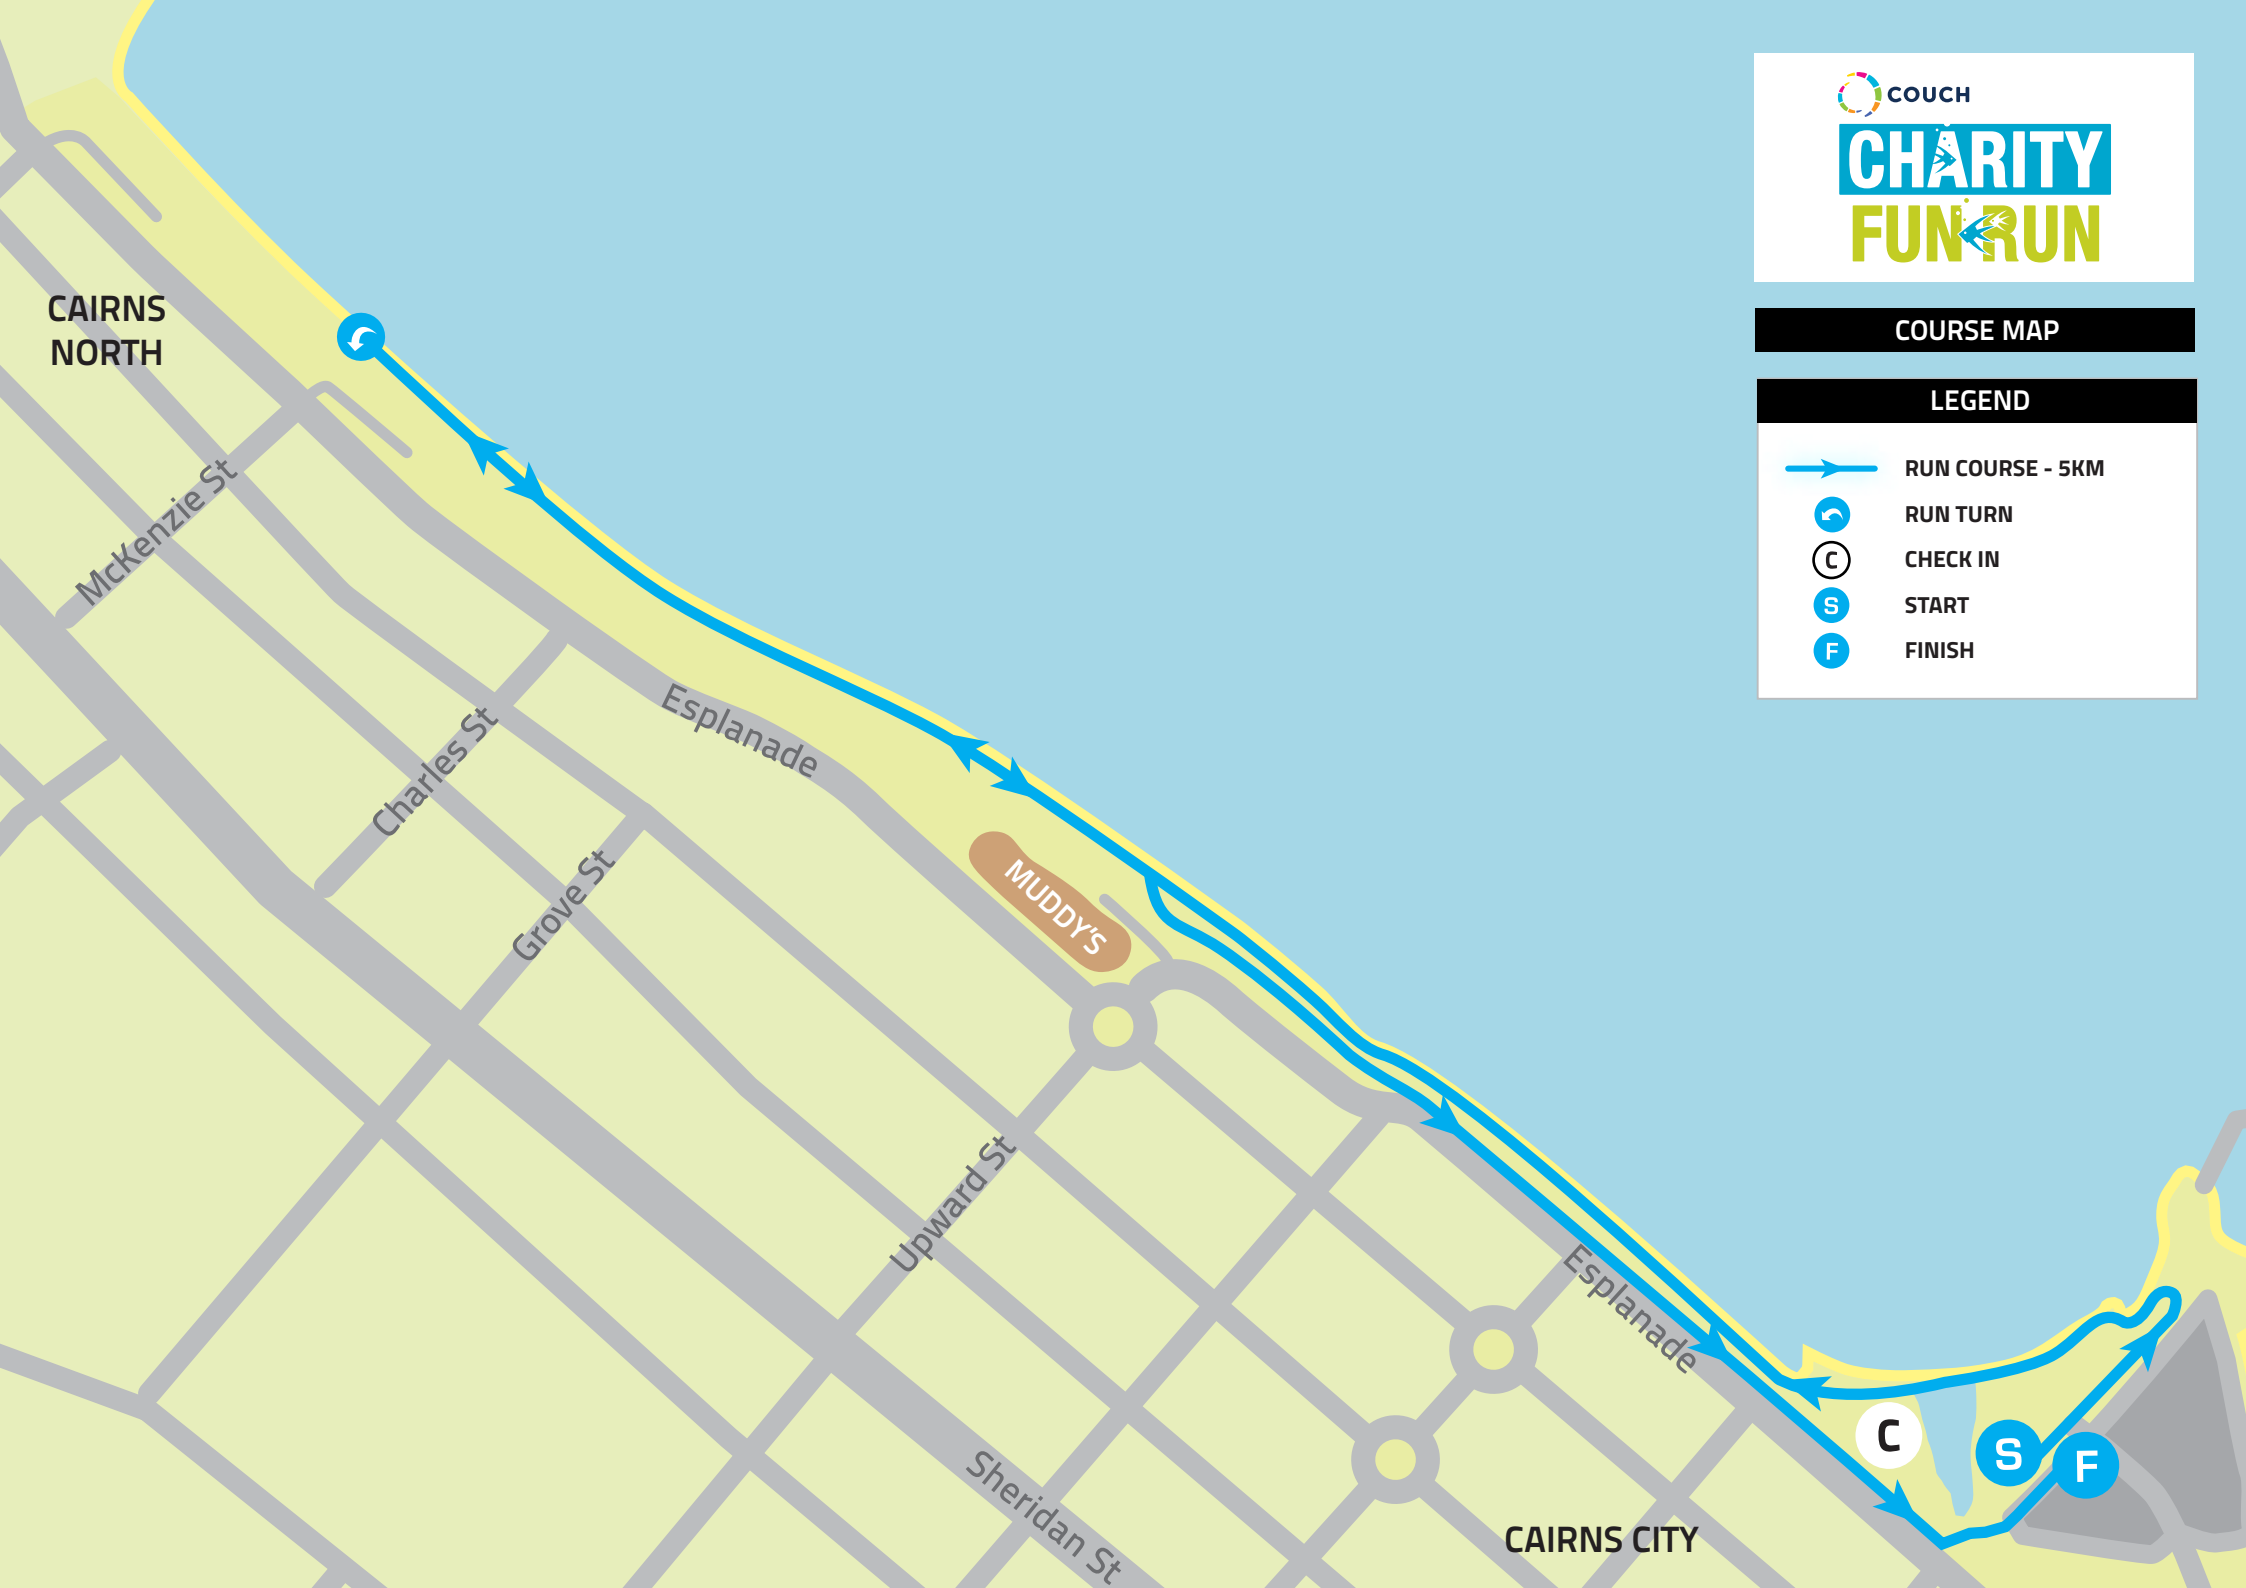 COUCH
CHARITY
FUN RUN
COURSE MAP
LEGEND
RUN COURSE - 5KM
RUN TURN
C
CHECK IN
S
START
F
FINISH
CAIRNS
NORTH
McKenzie St
Charles St
Esplanade
Grove St
MUDDY'S
Upward St
Esplanade
Sheridan St
C
S
F
CAIRNS CITY